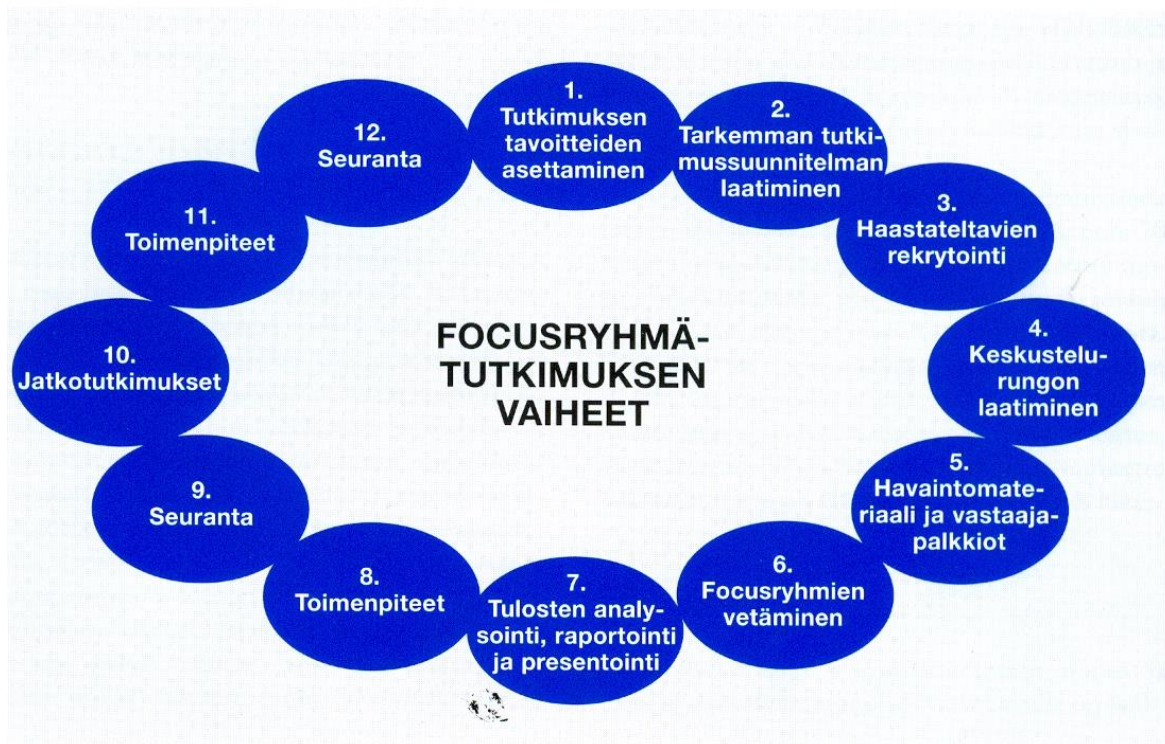 FOCUSRYHMÄ-
TUTKIMUKSEN
VAIHEET
1.
Tutkimuksen
tavoitteiden
asettaminen
2.
Tarkemman tutki-
mussuunnitelman
laatiminen
3.
Haastateltavien
rekrytointi
4.
Keskustelu-
rungon
laatiminen
5.
Havaintomate-
riaali ja vastaaja-
palkkiot
6.
Focusryhmien
vetäminen
7.
Tulosten analy-
sointi, raportointi
ja presentointi
8.
Toimenpiteet
9.
Seuranta
10.
Jatkotutkimukset
11.
Toimenpiteet
12.
Seuranta